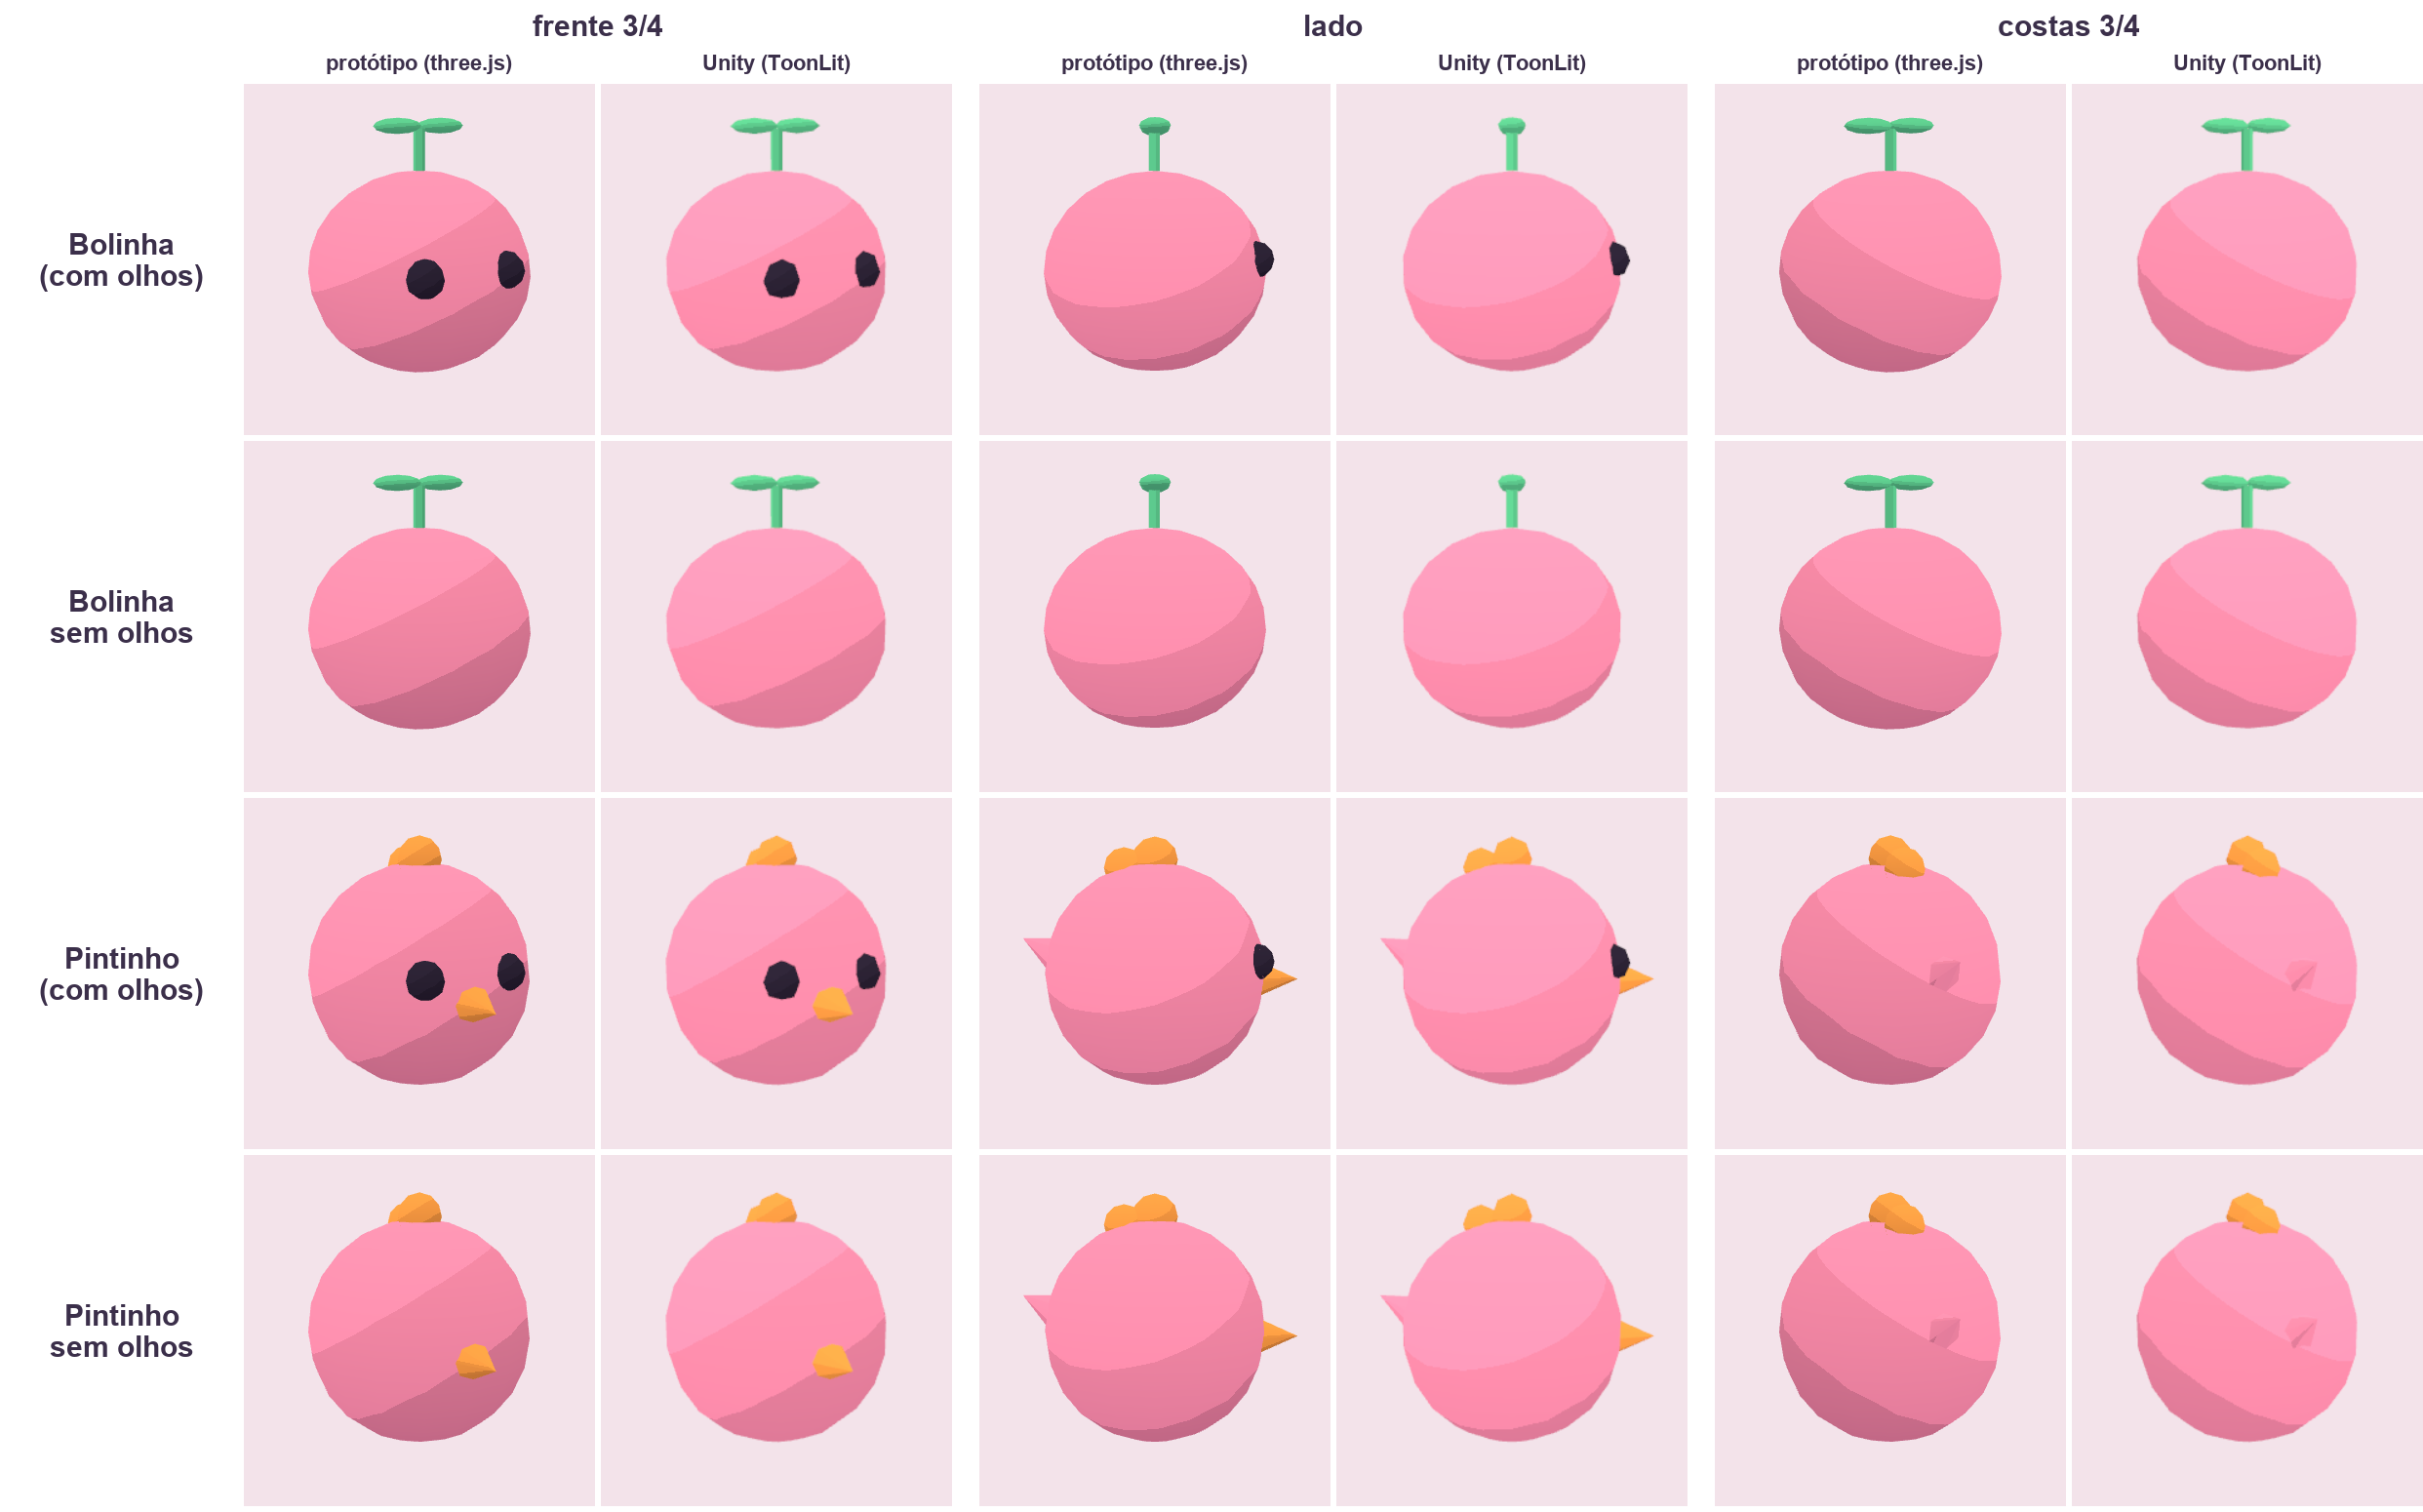 frente 3/4
lado
costas 3/4
protótipo (three.js)
Unity (ToonLit)
protótipo (three.js)
Unity (ToonLit)
protótipo (three.js)
Unity (ToonLit)
Bolinha
(com olhos)
Bolinha
sem olhos
Pintinho
(com olhos)
Pintinho
sem olhos